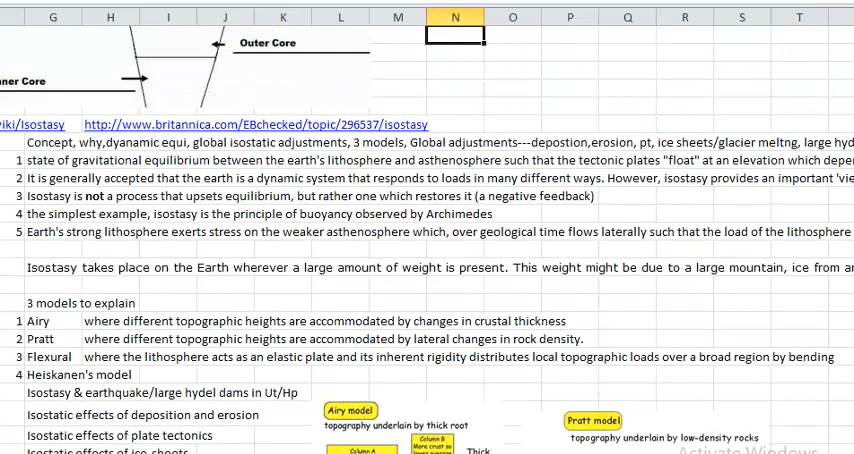 G H I J K L M N O P Q R S T
Outer Core
ner Core
iki/Isostasy http://www.britannica.com/EBchecked/topic/296537/isostasy
Concept, why,dyanamic equi, global isostatic adjustments, 3 models, Global adjustments---depostion,erosion, pt, ice sheets/glacier meltng, large hyd
1 state of gravitational equilibrium between the earth's lithosphere and asthenosphere such that the tectonic plates "float" at an elevation which depe
2 It is generally accepted that the earth is a dynamic system that responds to loads in many different ways. However, isostasy provides an important 'vie
3 Isostasy is not a process that upsets equilibrium, but rather one which restores it (a negative feedback)
4 the simplest example, isostasy is the principle of buoyancy observed by Archimedes
5 Earth's strong lithosphere exerts stress on the weaker asthenosphere which, over geological time flows laterally such that the load of the lithosphere
Isostasy takes place on the Earth wherever a large amount of weight is present. This weight might be due to a large mountain, ice from an
3 models to explain
1 Airy where different topographic heights are accommodated by changes in crustal thickness
2 Pratt where different topographic heights are accommodated by lateral changes in rock density.
3 Flexural where the lithosphere acts as an elastic plate and its inherent rigidity distributes local topographic loads over a broad region by bending
4 Heiskanen's model
Isostasy & earthquake/large hydel dams in Ut/Hp
Isostatic effects of deposition and erosion
Airy model
topography underlain by thick root
Pratt model
topography underlain by low-density rocks
Isostatic effects of plate tectonics
Column B
More crust so
Column A
Thick
Isostatic effects of ice-sheets
Activate Windows